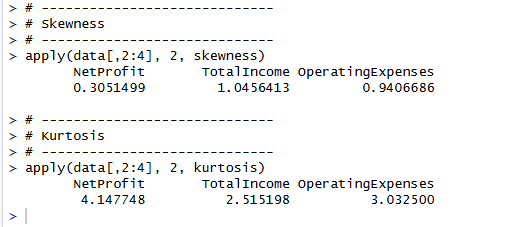 > # -----------------------------
> # Skewness
> # -----------------------------
> apply(data[,2:4], 2, skewness)
NetProfit TotalIncome OperatingExpenses
0.3051499 1.0456413 0.9406686
> # -----------------------------
> # Kurtosis
> # -----------------------------
> apply(data[,2:4], 2, kurtosis)
NetProfit TotalIncome OperatingExpenses
4.147748 2.515198 3.032500
>